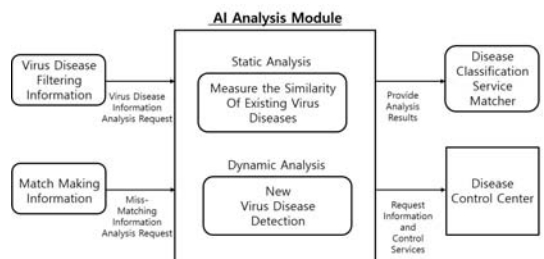 AI Analysis Module
Virus Disease
Filtering
Information
Virus Disease
Information
Analysis Request
Static Analysis
Measure the Similarity
Of Existing Virus
Diseases
Provide
Analysis
Results
Disease
Classification
Service
Matcher
Match Making
Information
Miss-
Matching
Information
Analysis Request
Dynamic Analysis
New
Virus Disease
Detection
Request
Information
and
Control
Services
Disease
Control Center